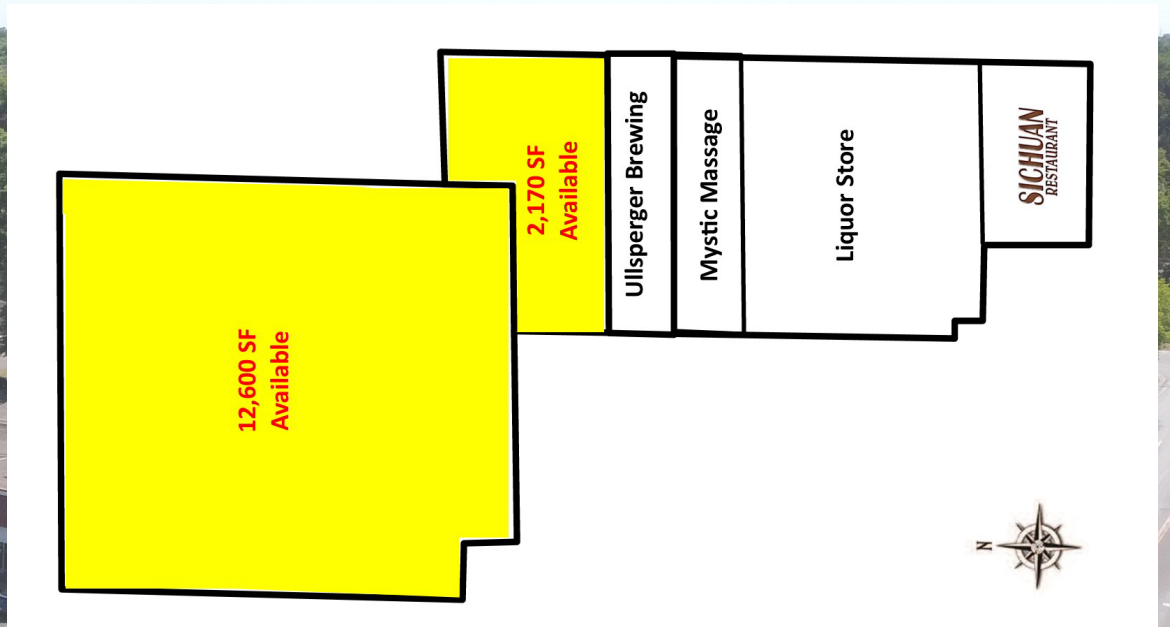 12,600 SF
Available
2,170 SF
Available
Ullsperger Brewing
Mystic Massage
Liquor Store
SICHUAN
RESTAURANT
N